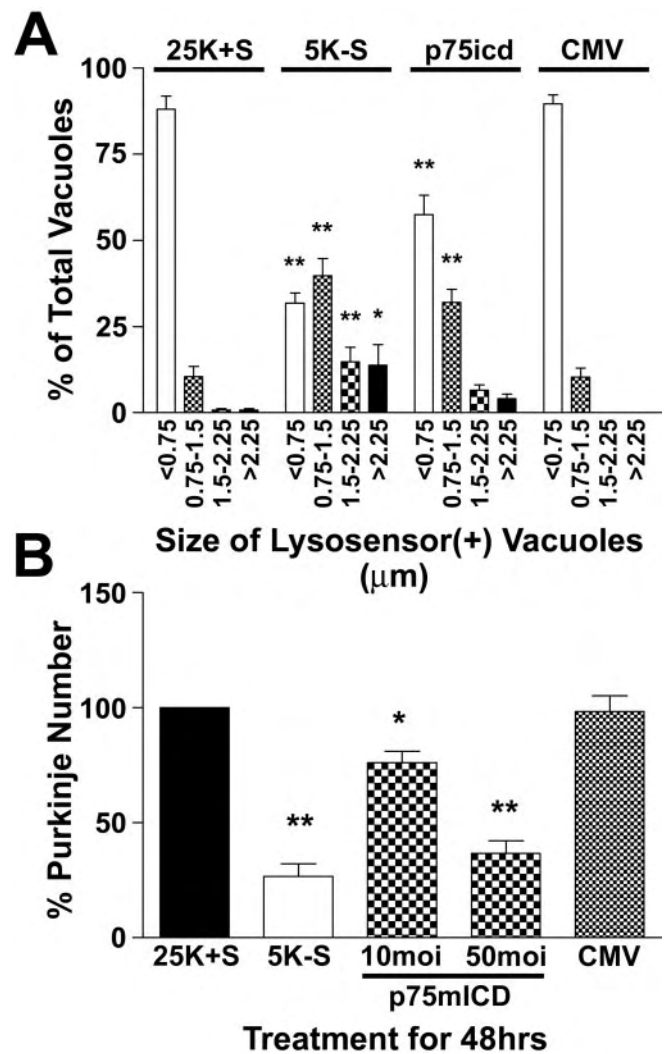 A
25K+S 5K-S p75icd CMV
100
75
50
25
0
% of Total Vacuoles
** ** ** * ** **
<0.75 0.75-1.5 1.5-2.25 >2.25 <0.75 0.75-1.5 1.5-2.25 >2.25 <0.75 0.75-1.5 1.5-2.25 >2.25 <0.75 0.75-1.5 1.5-2.25 >2.25
Size of Lysosensor(+) Vacuoles
(μm)
B
150
100
50
0
% Purkinje Number
** * **
25K+S 5K-S 10moi 50moi CMV
p75mICD
Treatment for 48hrs